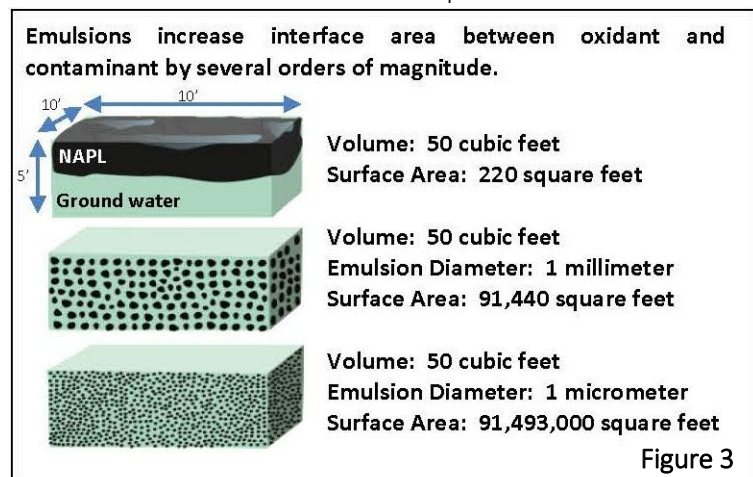 Emulsions increase interface area between oxidant and
contaminant by several orders of magnitude.
10'
10'
5'
NAPL
Ground water
Volume: 50 cubic feet
Surface Area: 220 square feet
Volume: 50 cubic feet
Emulsion Diameter: 1 millimeter
Surface Area: 91,440 square feet
Volume: 50 cubic feet
Emulsion Diameter: 1 micrometer
Surface Area: 91,493,000 square feet
Figure 3